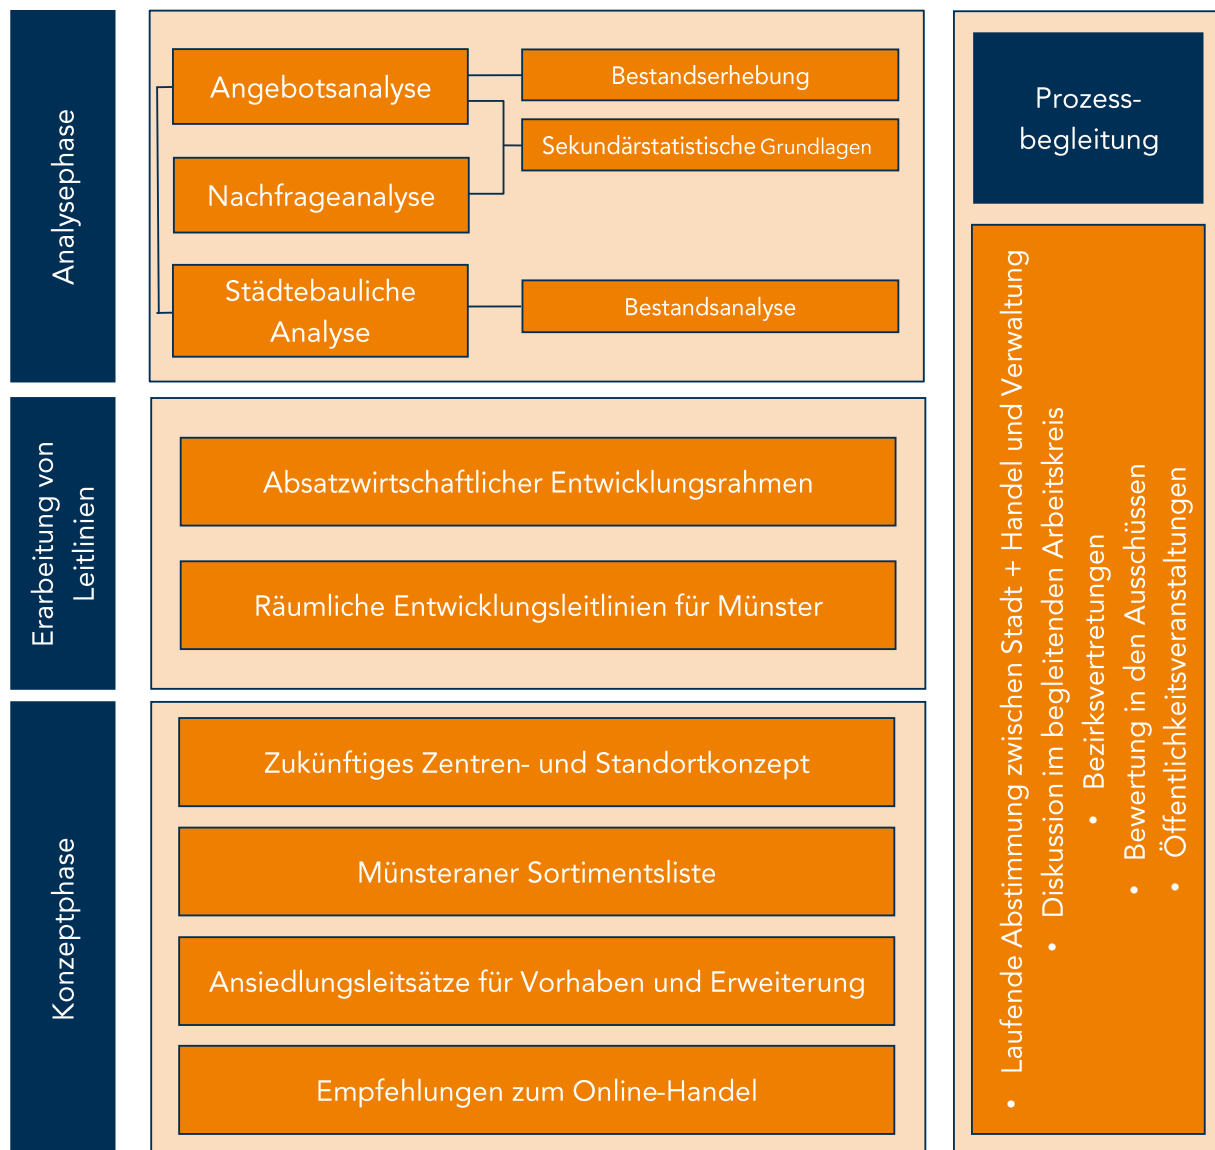 Analysephase
Angebotsanalyse
Bestandserhebung
Sekundärstatistische Grundlagen
Nachfrageanalyse
Städtebauliche
Analyse
Bestandsanalyse
Erarbeitung von
Leitlinien
Absatzwirtschaftlicher Entwicklungsrahmen
Räumliche Entwicklungsleitlinien für Münster
Konzeptphase
Zukünftiges Zentren- und Standortkonzept
Münsteraner Sortimentsliste
Ansiedlungsleitsätze für Vorhaben und Erweiterung
Empfehlungen zum Online-Handel
Prozess-
begleitung
• Laufende Abstimmung zwischen Stadt + Handel und Verwaltung
• Diskussion im begleitenden Arbeitskreis
• Bezirksvertretungen
• Bewertung in den Ausschüssen
• Öffentlichkeitsveranstaltungen